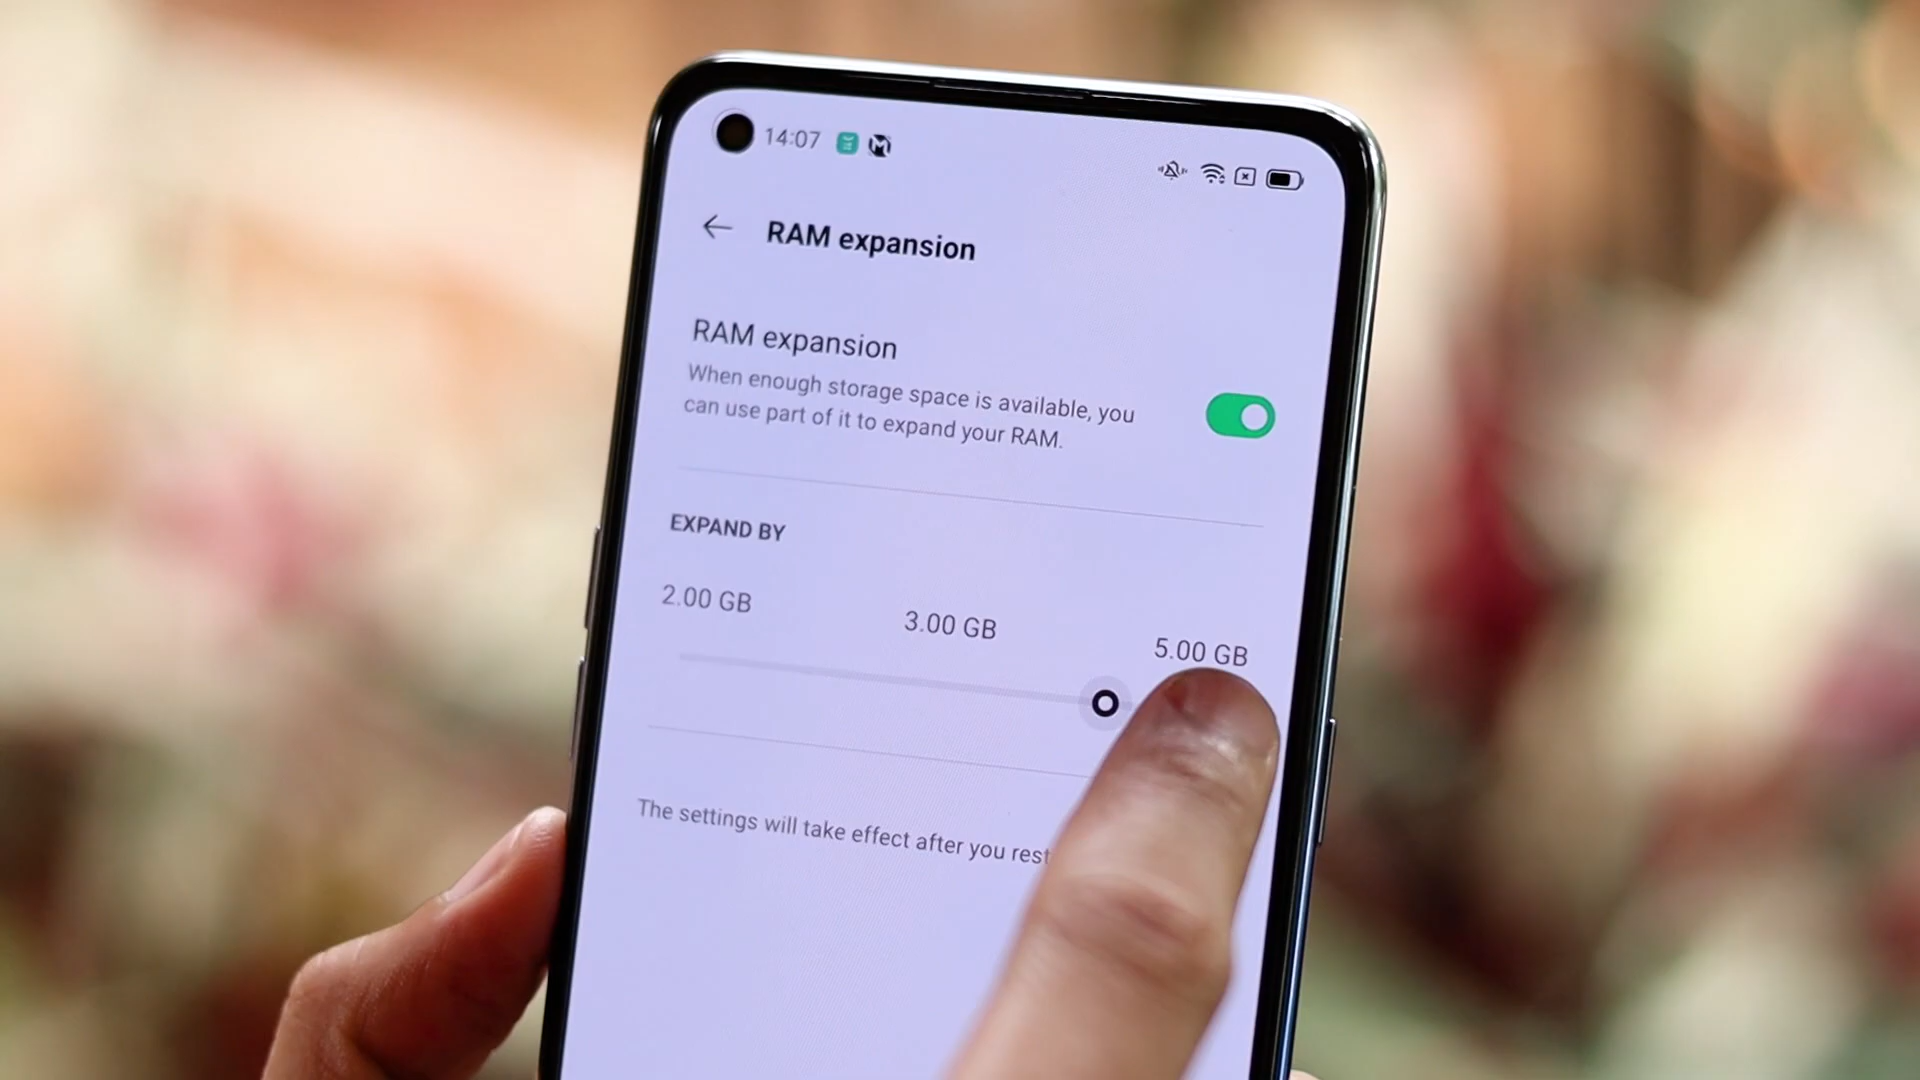 14:07
RAM expansion
RAM expansion
When enough storage space is available, you
can use part of it to expand your RAM.
EXPAND BY
2.00 GB
3.00 GB
5.00 GB
The settings will take effect after you